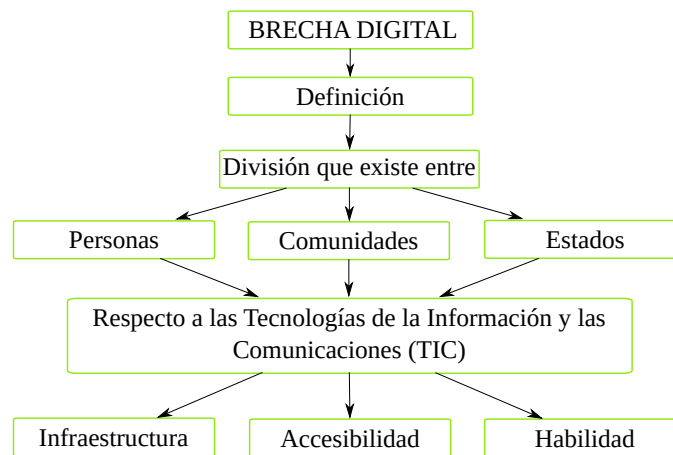 BRECHA DIGITAL
Definición
División que existe entre
Personas
Comunidades
Estados
Respecto a las Tecnologías de la Información y las
Comunicaciones (TIC)
Infraestructura
Accesibilidad
Habilidad